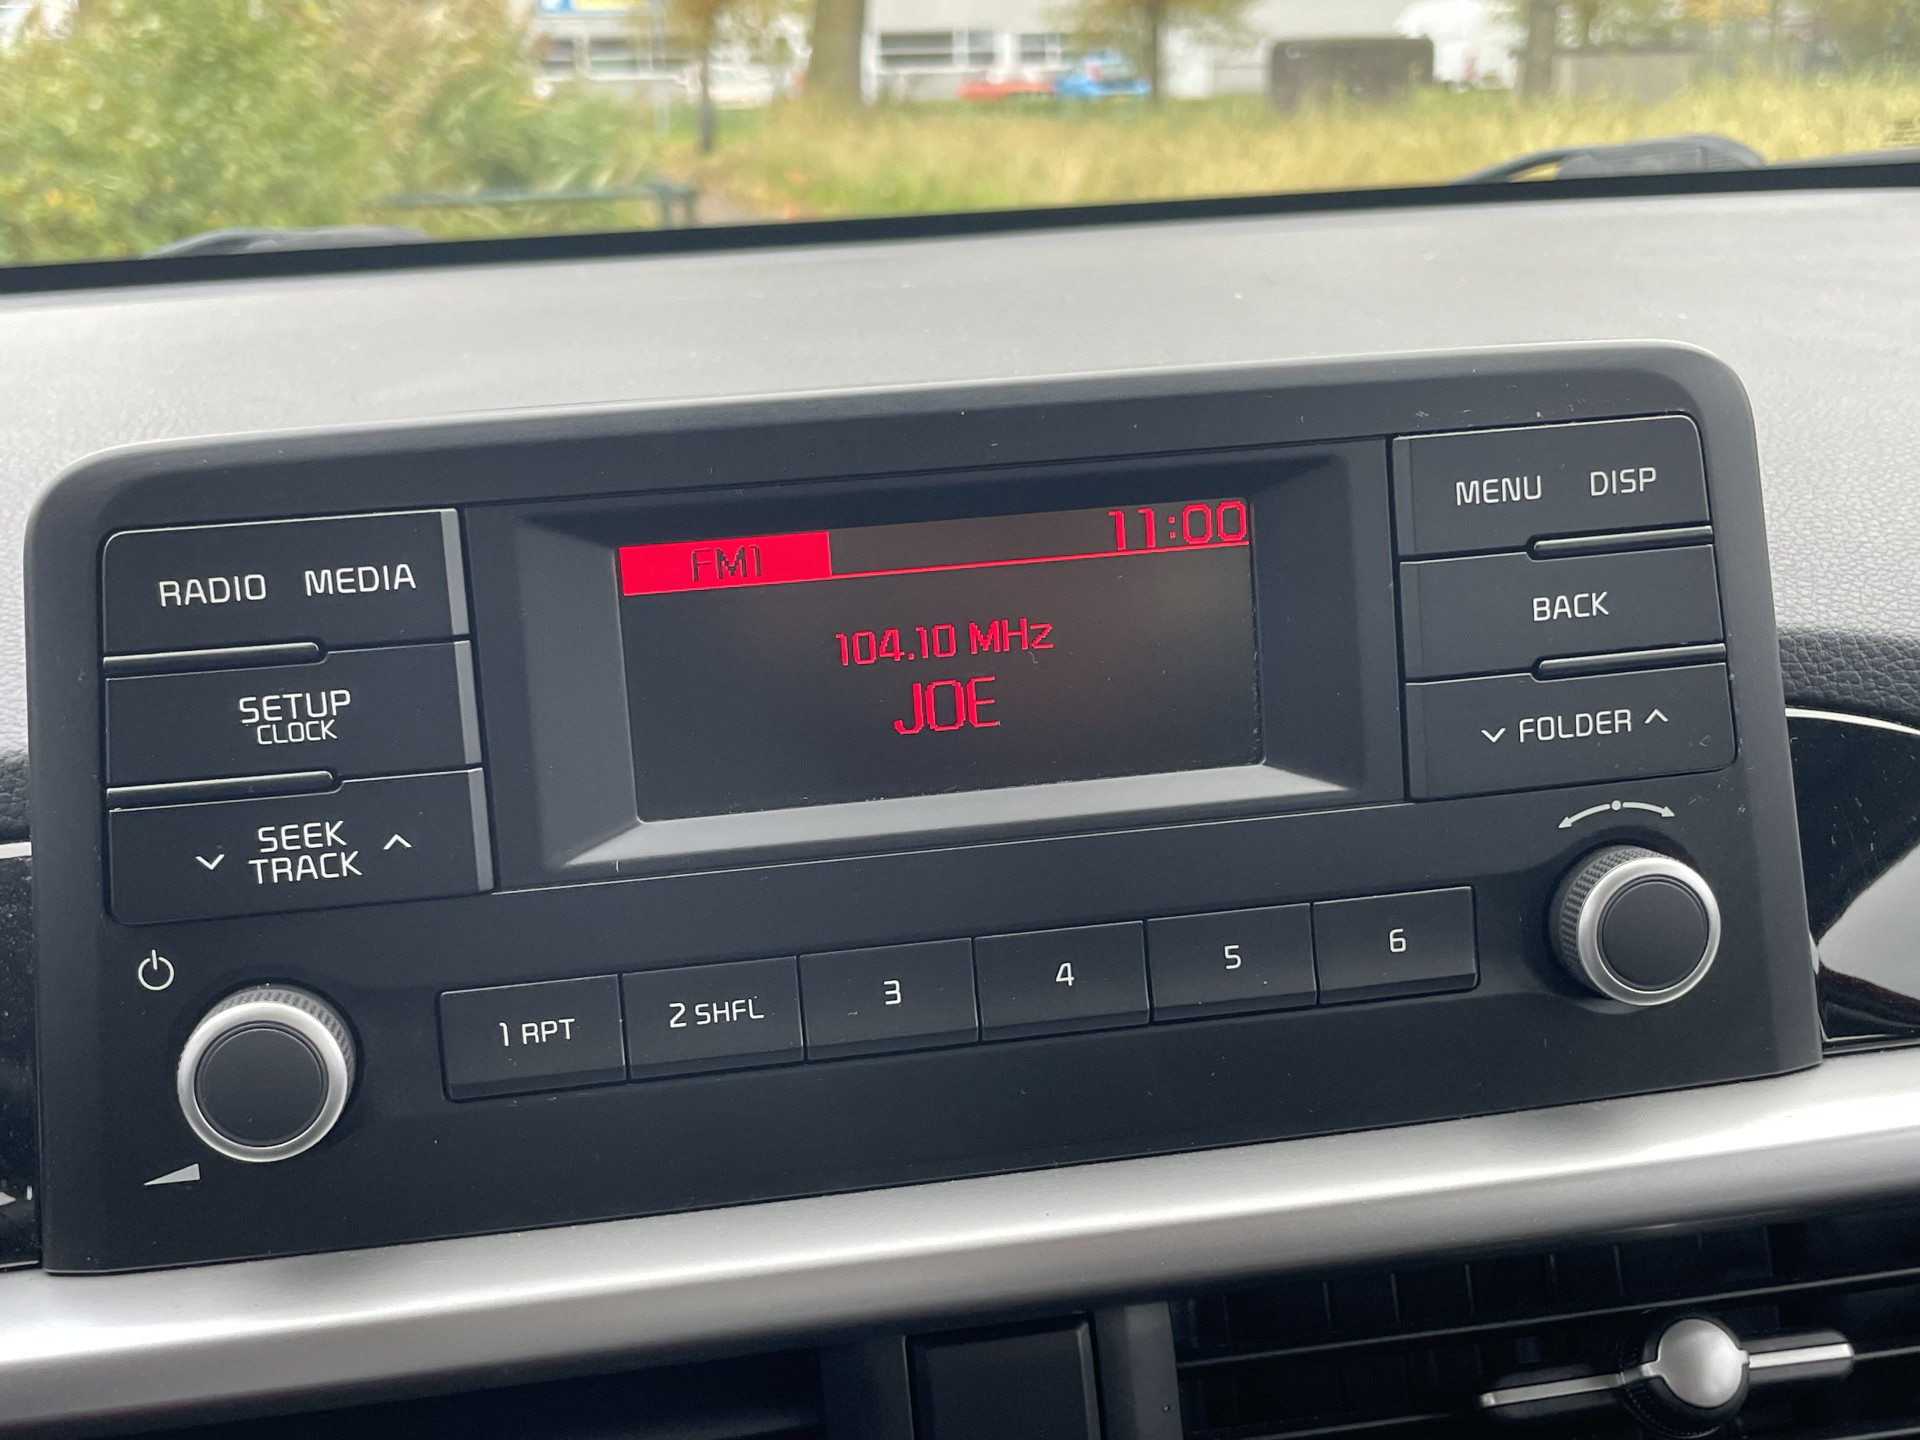 FM1 11:00
104.10 MHz
JOE
RADIO MEDIA
SETUP
CLOCK
SEEK
TRACK
MENU DISP
BACK
FOLDER
1 RPT 2 SHFL 3 4 5 6